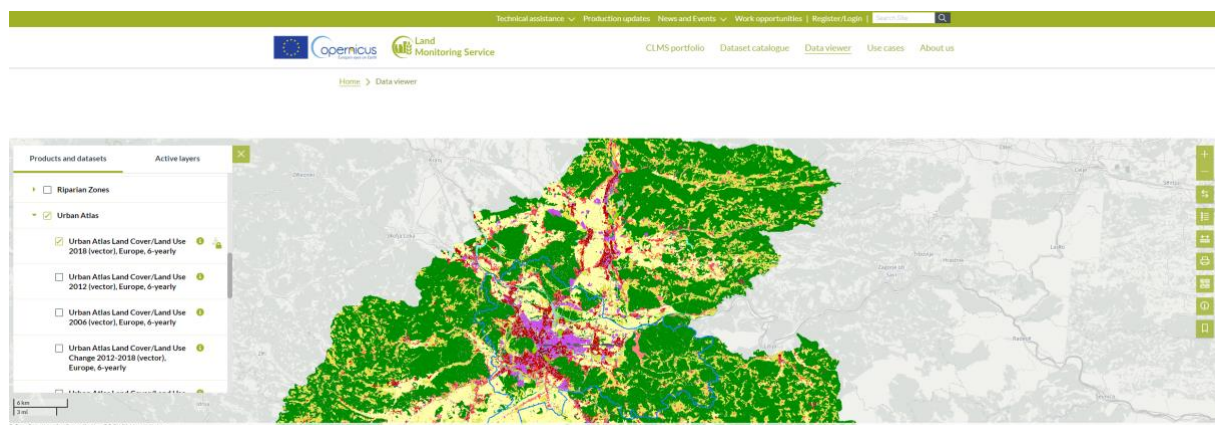 Technical assistance Production updates News and Events Work opportunities | Register/Login | Search Site
Copernicus
Land
Monitoring Service
CLMS portfolio Dataset catalogue Data viewer Use cases About us
Home > Data viewer
Products and datasets Active layers
Riparian Zones
Urban Atlas
Urban Atlas Land Cover/Land Use
2018 (vector), Europe, 6-yearly
Urban Atlas Land Cover/Land Use
2012 (vector), Europe, 6-yearly
Urban Atlas Land Cover/Land Use
2006 (vector), Europe, 6-yearly
Urban Atlas Land Cover/Land Use
Change 2012-2018 (vector),
Europe, 6-yearly
6 km
3 mi